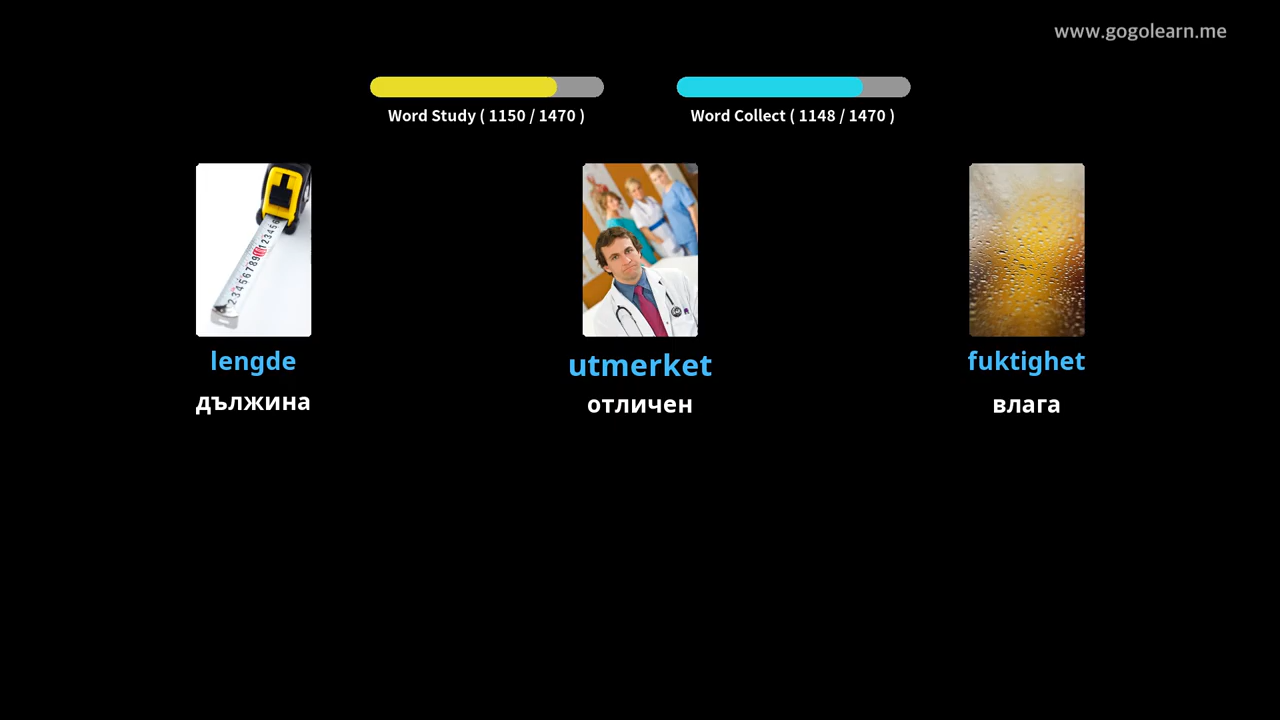 www.gogolearn.me
Word Study ( 1150 / 1470 )
Word Collect ( 1148 / 1470 )
lengde
utmerket
fuktighet
дължина
отличен
влага